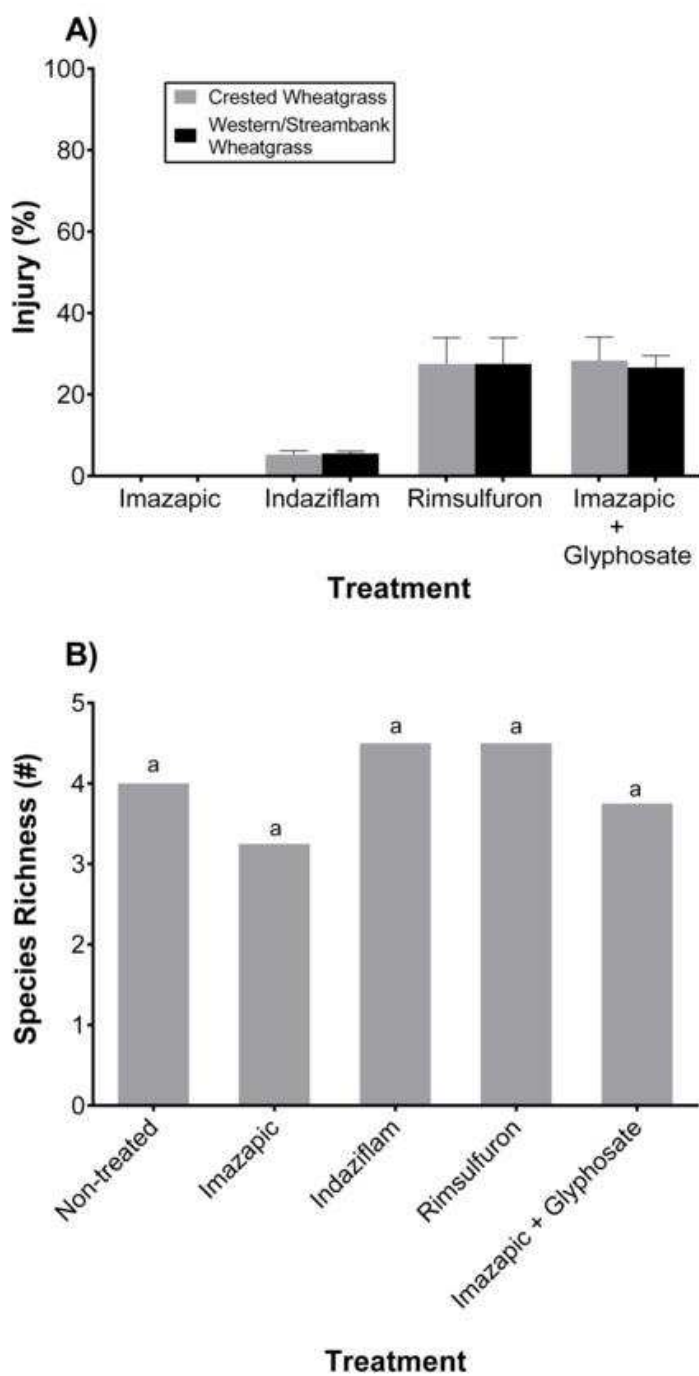 A)
100
80
60
40
20
0
Injury (%)
Crested Wheatgrass
Western/Streambank
Wheatgrass
Imazapic
Indaziflam
Rimsulfuron
Imazapic
+
Glyphosate
Treatment
B)
5
4
3
2
1
0
Species Richness (#)
a
a
a
a
a
Non-treated
Imazapic
Indaziflam
Rimsulfuron
Imazapic + Glyphosate
Treatment